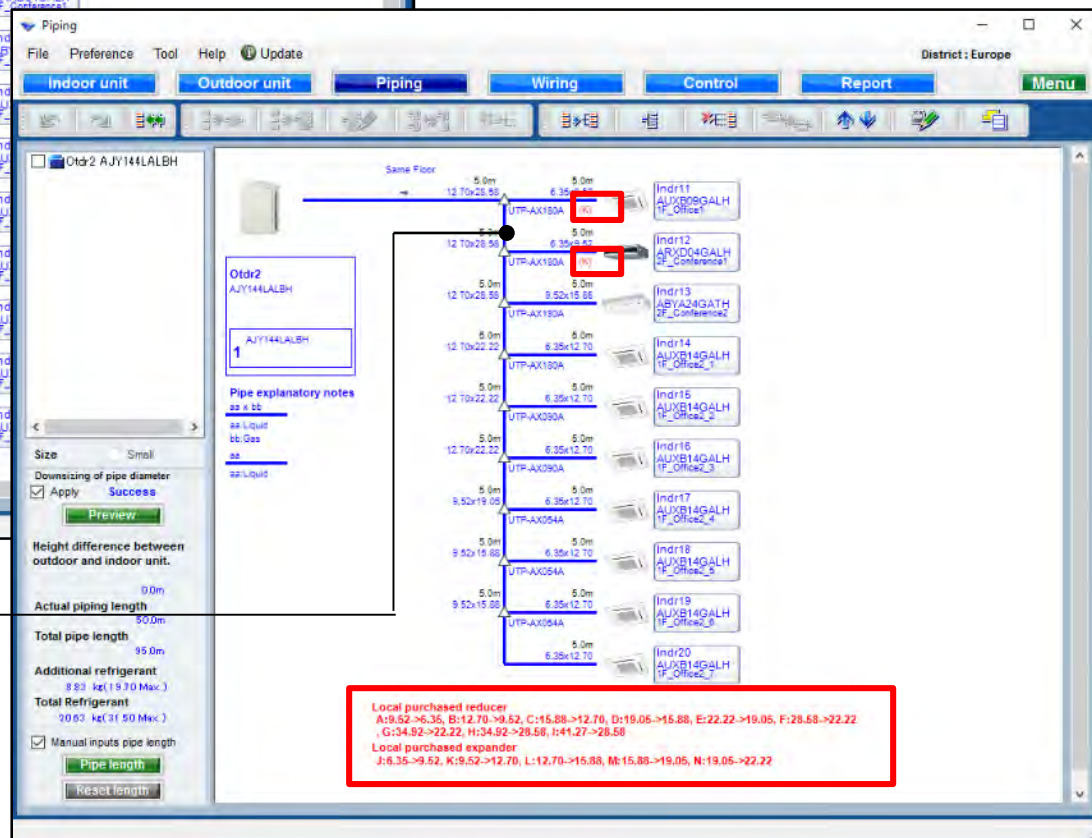 Piping
File Preference Tool Help Update District : Europe
Indoor unit Outdoor unit Piping Wiring Control Report Menu
Otdr2 AJY144LALBH
Size Small
Downsizing of pipe diameter
Apply Success
Preview
Height difference between
outdoor and indoor unit.
0.0m
Actual piping length
50.0m
Total pipe length
95.0m
Additional refrigerant
8.83 kg(19.70 Max.)
Total Refrigerant
20.63 kg(31.50 Max.)
Manual inputs pipe length
Pipe length
Reset length
Same Floor
Otdr2
AJY144LALBH
AJY144LALBH
1
Pipe explanatory notes
aa x bb
aa:Liquid
bb:Gas
aa
aa:Liquid
5.0m 5.0m
12.70x28.58
UTP-AX180A (K)
Indr11
AUXB09GALH
1F_Office1
5.0m
12.70x28.58 6.35x9.52
UTP-AX180A (K)
Indr12
ARXD04GALH
2F_Conference1
5.0m 5.0m
12.70x28.58 9.52x15.88
UTP-AX180A
Indr13
ABYA24GATH
2F_Conference2
5.0m 5.0m
12.70x22.22 6.35x12.70
UTP-AX180A
Indr14
AUXB14GALH
1F_Office2_1
5.0m 5.0m
12.70x22.22 6.35x12.70
UTP-AX090A
Indr15
AUXB14GALH
1F_Office2_2
5.0m 5.0m
12.70x22.22 6.35x12.70
UTP-AX090A
Indr16
AUXB14GALH
1F_Office2_3
5.0m 5.0m
9.52x19.05 6.35x12.70
UTP-AX054A
Indr17
AUXB14GALH
1F_Office2_4
5.0m 5.0m
9.52x15.88 6.35x12.70
UTP-AX054A
Indr18
AUXB14GALH
1F_Office2_5
5.0m 5.0m
9.52x15.88 6.35x12.70
UTP-AX054A
Indr19
AUXB14GALH
1F_Office2_6
5.0m
6.35x12.70
Indr20
AUXB14GALH
1F_Office2_7
Local purchased reducer
A:9.52->6.35, B:12.70->9.52, C:15.88->12.70, D:19.05->15.88, E:22.22->19.05, F:28.58->22.22
, G:34.92->22.22, H:34.92->28.58, I:41.27->28.58
Local purchased expander
J:6.35->9.52, K:9.52->12.70, L:12.70->15.88, M:15.88->19.05, N:19.05->22.22